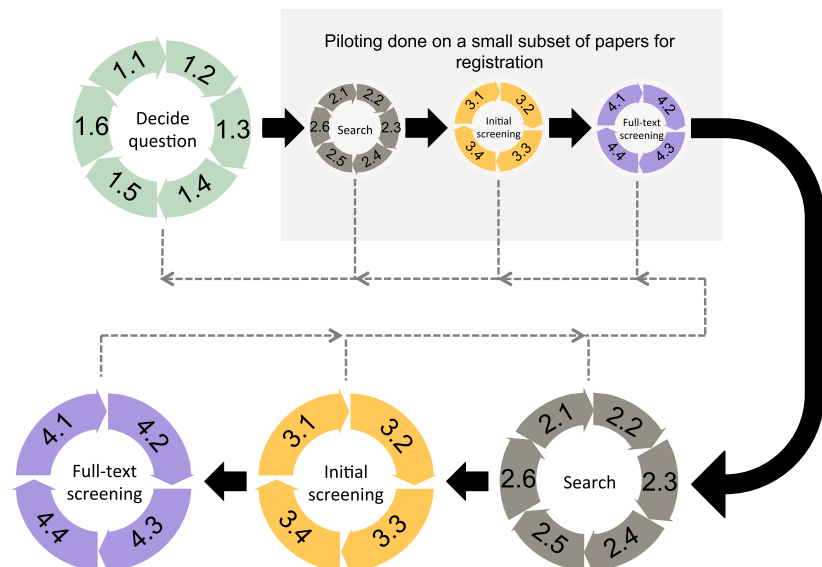 Piloting done on a small subset of papers for
registration
1.1
1.2
1.3
1.4
1.5
1.6
Decide
question
2.1
2.2
2.3
2.4
2.5
2.6
Search
3.1
3.2
3.3
3.4
Initial
screening
4.1
4.2
4.3
4.4
Full-text
screening
4.1
4.2
4.3
4.4
Full-text
screening
3.1
3.2
3.3
3.4
Initial
screening
2.1
2.2
2.3
2.4
2.5
2.6
Search